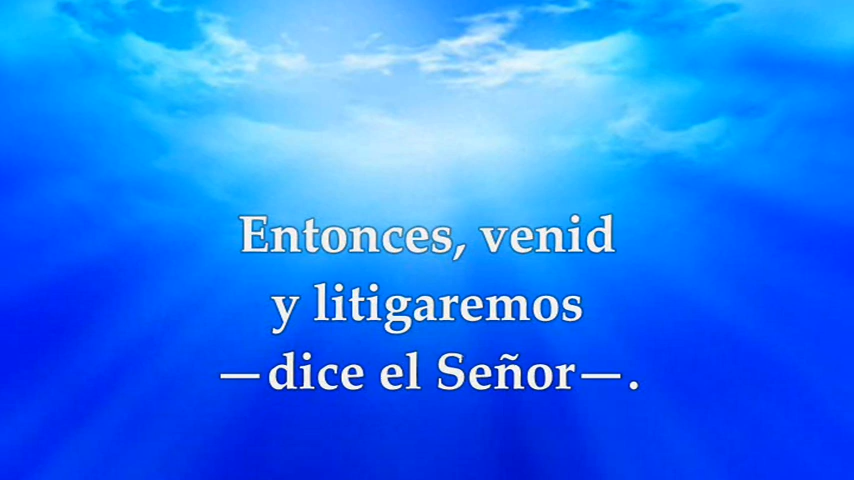 Entonces, venid
y litigaremos
—dice el Señor—.